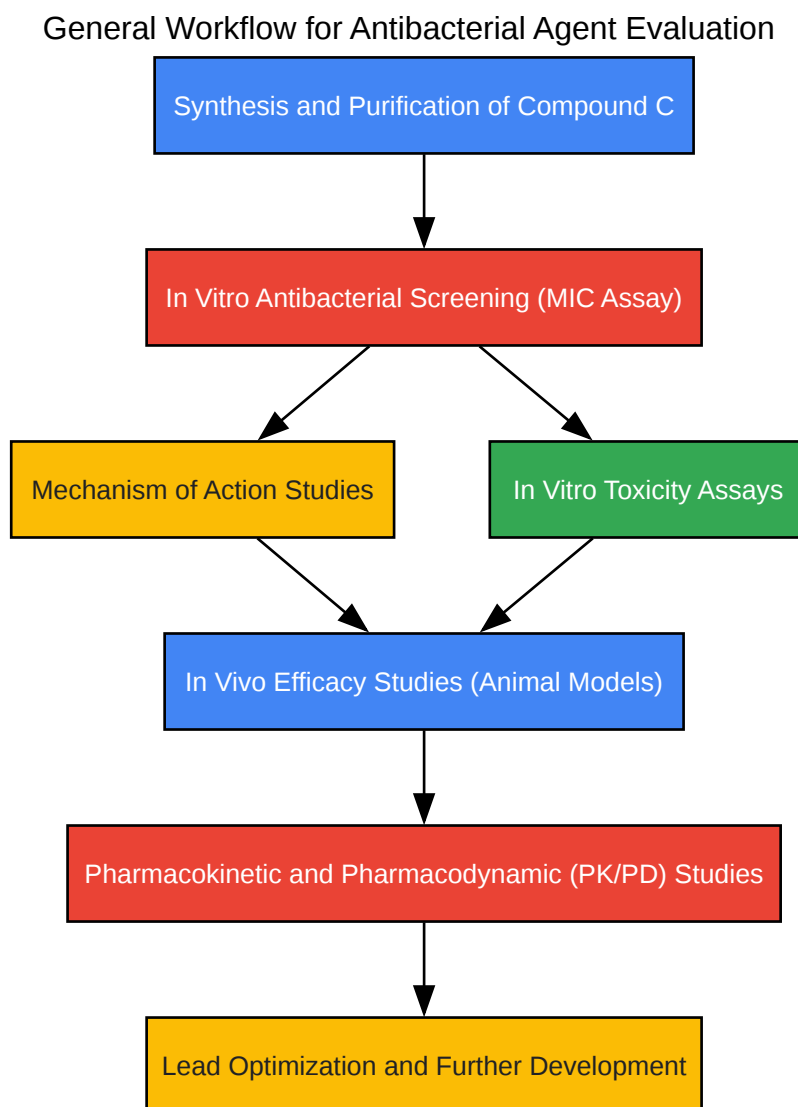 General Workflow for Antibacterial Agent Evaluation
Synthesis and Purification of Compound C
In Vitro Antibacterial Screening (MIC Assay)
Mechanism of Action Studies
In Vitro Toxicity Assays
In Vivo Efficacy Studies (Animal Models)
Pharmacokinetic and Pharmacodynamic (PK/PD) Studies
Lead Optimization and Further Development